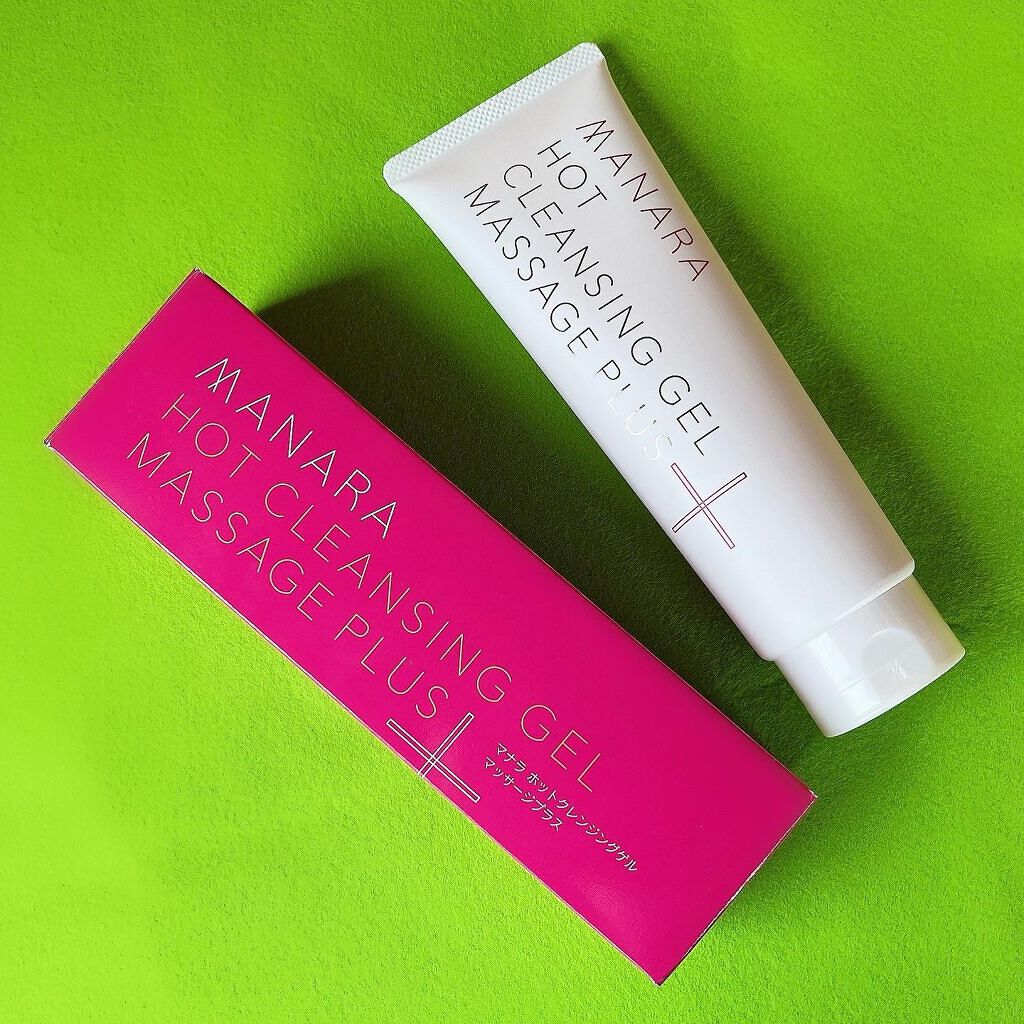 MANARA
HOT
CLEANSING GEL
MASSAGE PLUS
MANARA
HOT CLEANSING GEL
MASSAGE PLUS
マナラ ホットクレンジングゲル
マッサージプラス